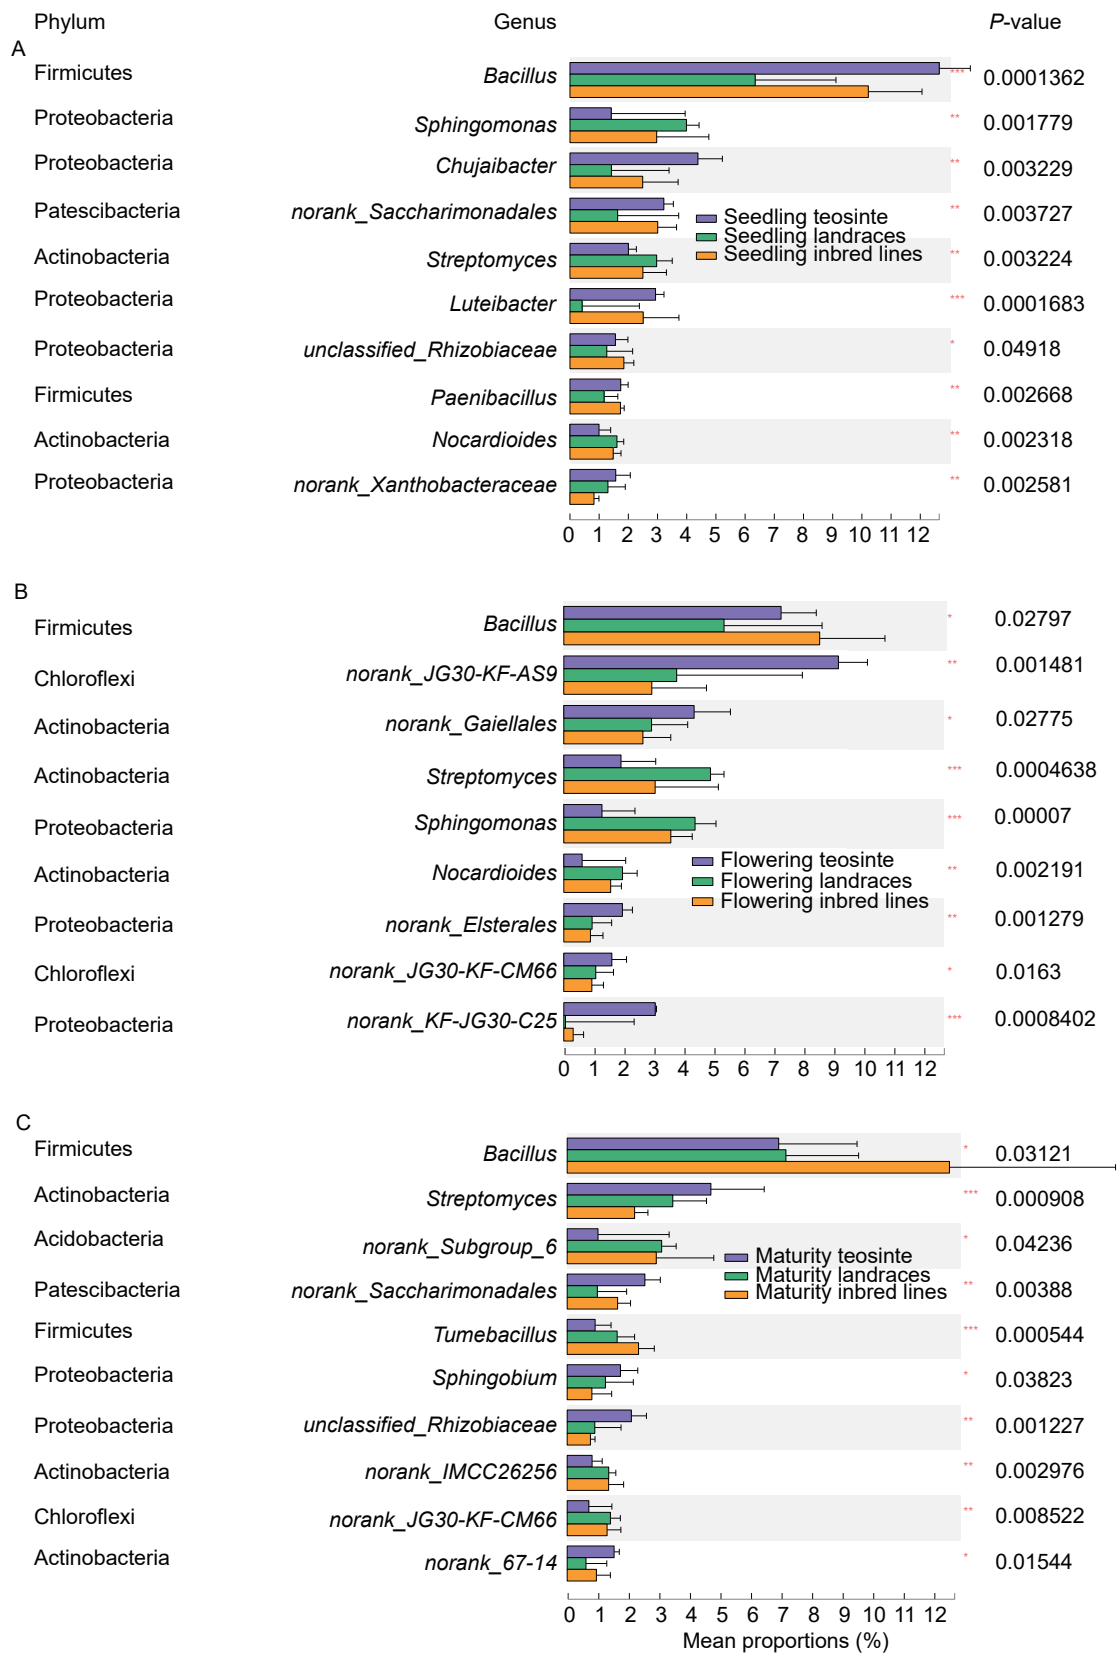 Phylum Genus P-value
A
Firmicutes Bacillus *** 0.0001362
Proteobacteria Sphingomonas ** 0.001779
Proteobacteria Chujaibacter ** 0.003229
Patescibacteria norank_Saccharimonadales ** 0.003727
Seedling teosinte
Seedling landraces
Seedling inbred lines
Actinobacteria Streptomyces ** 0.003224
Proteobacteria Luteibacter *** 0.0001683
Proteobacteria unclassified_Rhizobiaceae * 0.04918
Firmicutes Paenibacillus ** 0.002668
Actinobacteria Nocardioides ** 0.002318
Proteobacteria norank_Xanthobacteraceae ** 0.002581
0 1 2 3 4 5 6 7 8 9 10 11 12
B
Firmicutes Bacillus * 0.02797
Chloroflexi norank_JG30-KF-AS9 ** 0.001481
Actinobacteria norank_Gaiellales * 0.02775
Actinobacteria Streptomyces *** 0.0004638
Proteobacteria Sphingomonas *** 0.00007
Flowering teosinte
Flowering landraces
Flowering inbred lines
Actinobacteria Nocardioides ** 0.002191
Proteobacteria norank_Elsterales ** 0.001279
Chloroflexi norank_JG30-KF-CM66 * 0.0163
Proteobacteria norank_KF-JG30-C25 *** 0.0008402
0 1 2 3 4 5 6 7 8 9 10 11 12
C
Firmicutes Bacillus * 0.03121
Actinobacteria Streptomyces *** 0.000908
Acidobacteria norank_Subgroup_6 * 0.04236
Maturity teosinte
Maturity landraces
Maturity inbred lines
Patescibacteria norank_Saccharimonadales ** 0.00388
Firmicutes Tumebacillus *** 0.000544
Proteobacteria Sphingobium * 0.03823
Proteobacteria unclassified_Rhizobiaceae ** 0.001227
Actinobacteria norank_IMCC26256 ** 0.002976
Chloroflexi norank_JG30-KF-CM66 ** 0.008522
Actinobacteria norank_67-14 * 0.01544
0 1 2 3 4 5 6 7 8 9 10 11 12
Mean proportions (%)